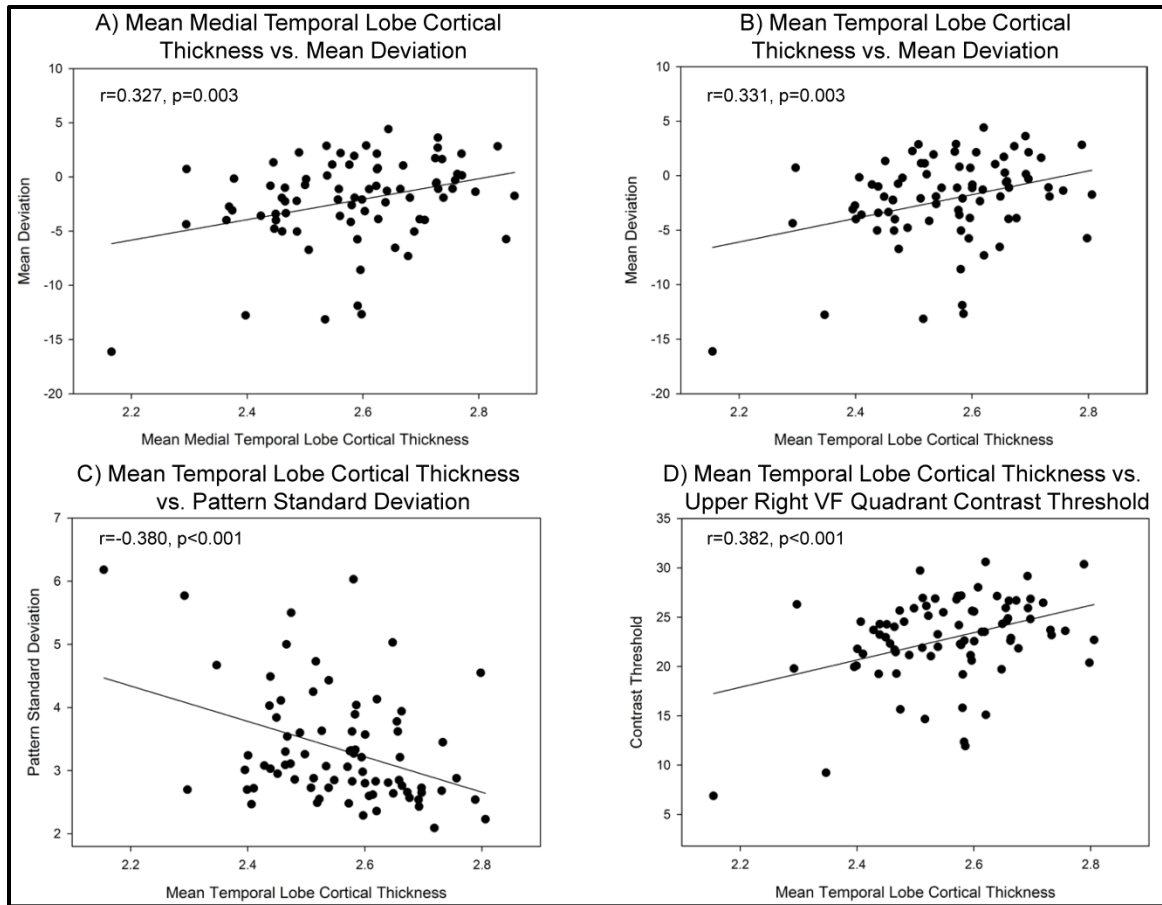 A) Mean Medial Temporal Lobe Cortical
Thickness vs. Mean Deviation
r=0.327, p=0.003
10
5
0
-5
-10
-15
-20
Mean Deviation
2.2
2.4
2.6
2.8
Mean Medial Temporal Lobe Cortical Thickness
B) Mean Temporal Lobe Cortical
Thickness vs. Mean Deviation
r=0.331, p=0.003
10
5
0
-5
-10
-15
-20
Mean Deviation
2.2
2.4
2.6
2.8
Mean Temporal Lobe Cortical Thickness
C) Mean Temporal Lobe Cortical Thickness
vs. Pattern Standard Deviation
r=-0.380, p<0.001
7
6
5
4
3
2
Pattern Standard Deviation
2.2
2.4
2.6
2.8
Mean Temporal Lobe Cortical Thickness
D) Mean Temporal Lobe Cortical Thickness vs.
Upper Right VF Quadrant Contrast Threshold
r=0.382, p<0.001
35
30
25
20
15
10
5
Contrast Threshold
2.2
2.4
2.6
2.8
Mean Temporal Lobe Cortical Thickness